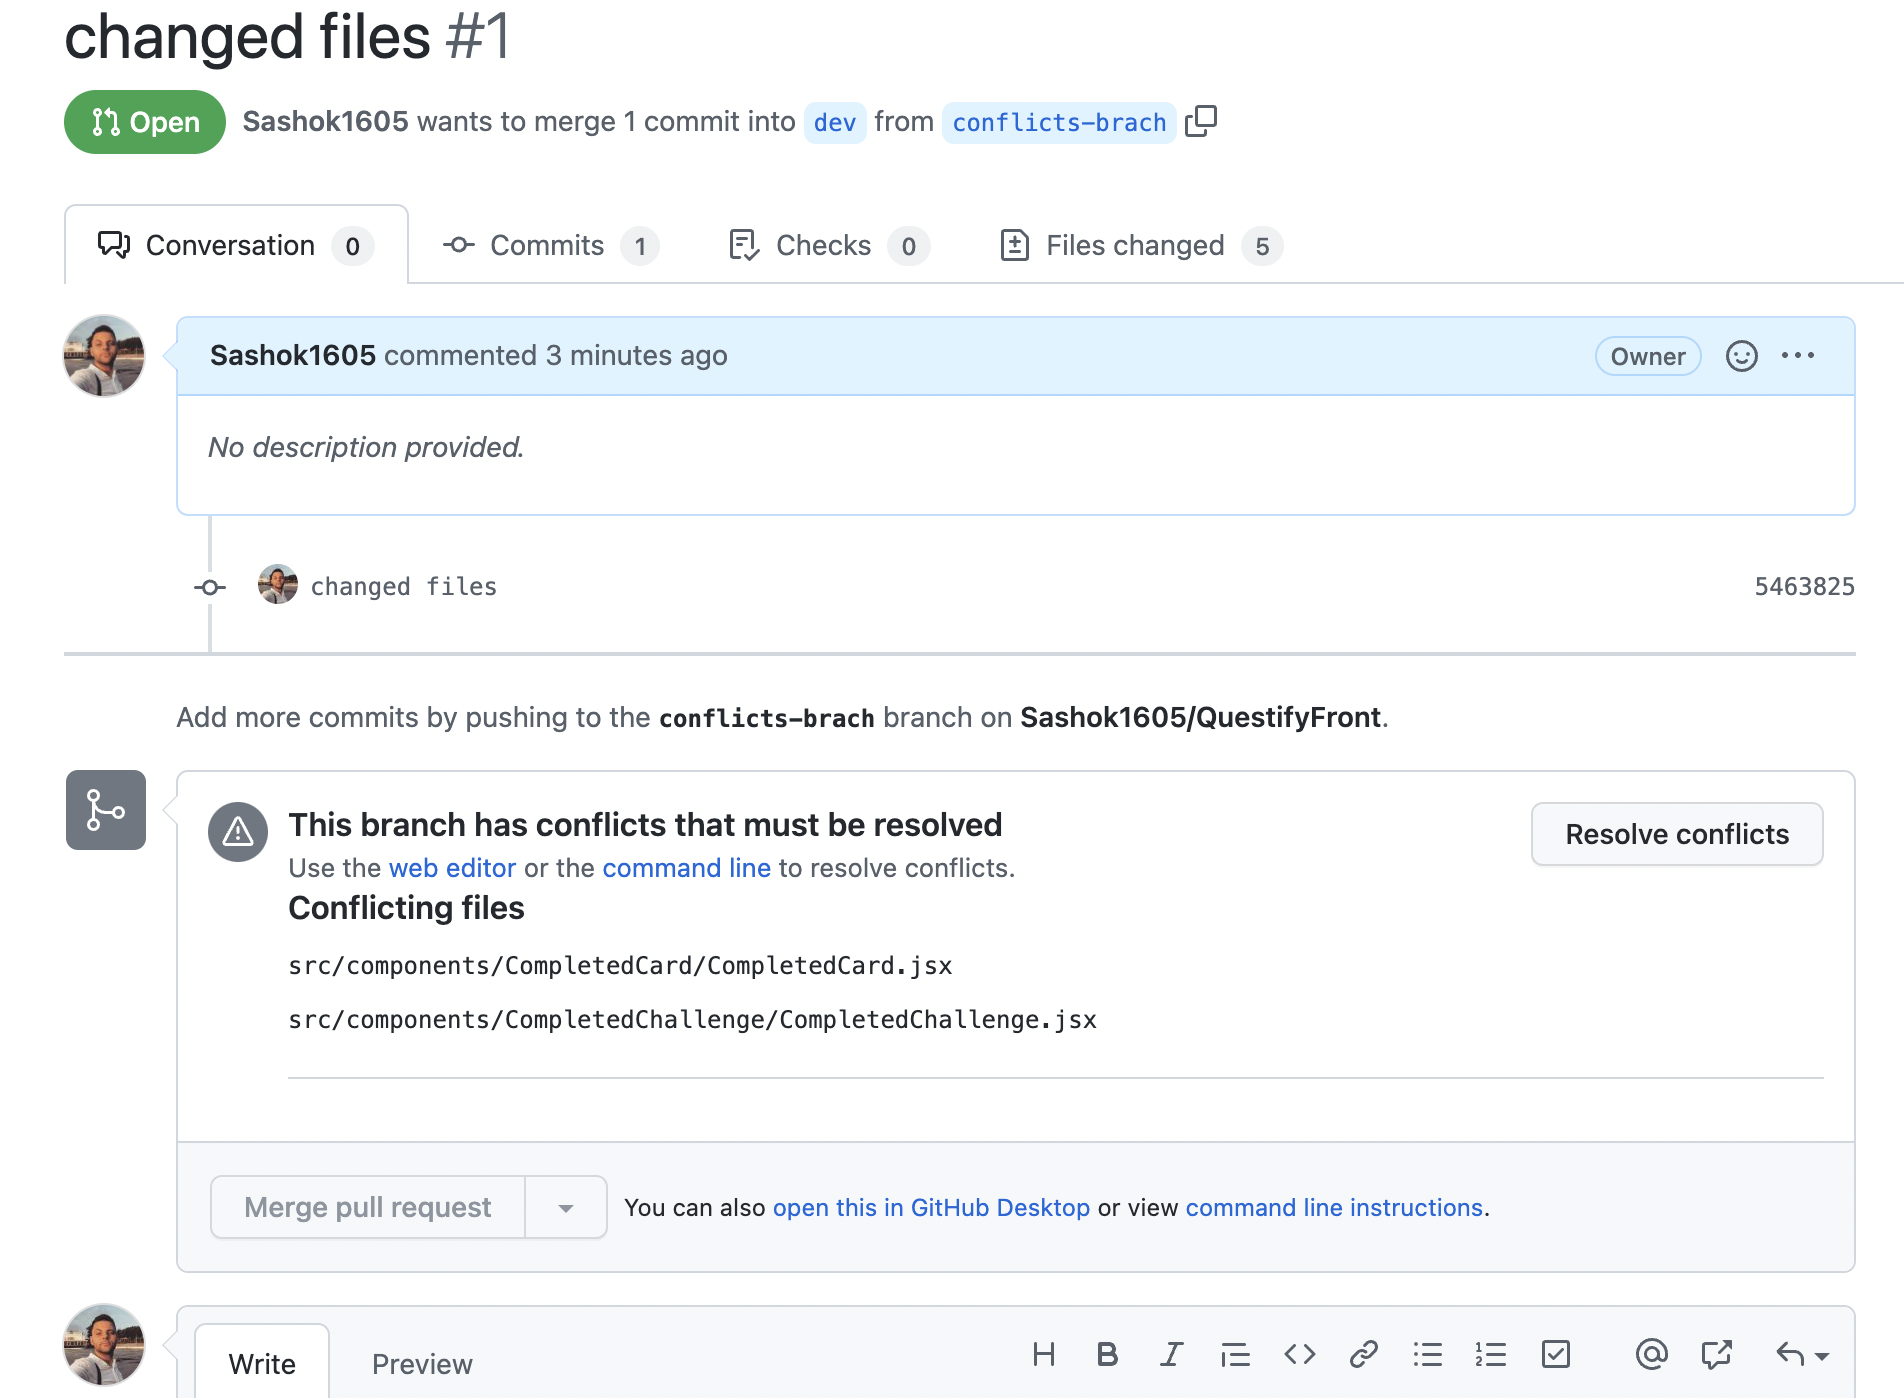 changed files #1
Open Sashok1605 wants to merge 1 commit into dev from conflicts-brach
Conversation 0 Commits 1 Checks 0 Files changed 5
Sashok1605 commented 3 minutes ago Owner
No description provided.
changed files 5463825
Add more commits by pushing to the conflicts-brach branch on Sashok1605/QuestifyFront.
This branch has conflicts that must be resolved Resolve conflicts
Use the web editor or the command line to resolve conflicts.
Conflicting files
src/components/CompletedCard/CompletedCard.jsx
src/components/CompletedChallenge/CompletedChallenge.jsx
Merge pull request You can also open this in GitHub Desktop or view command line instructions.
Write Preview